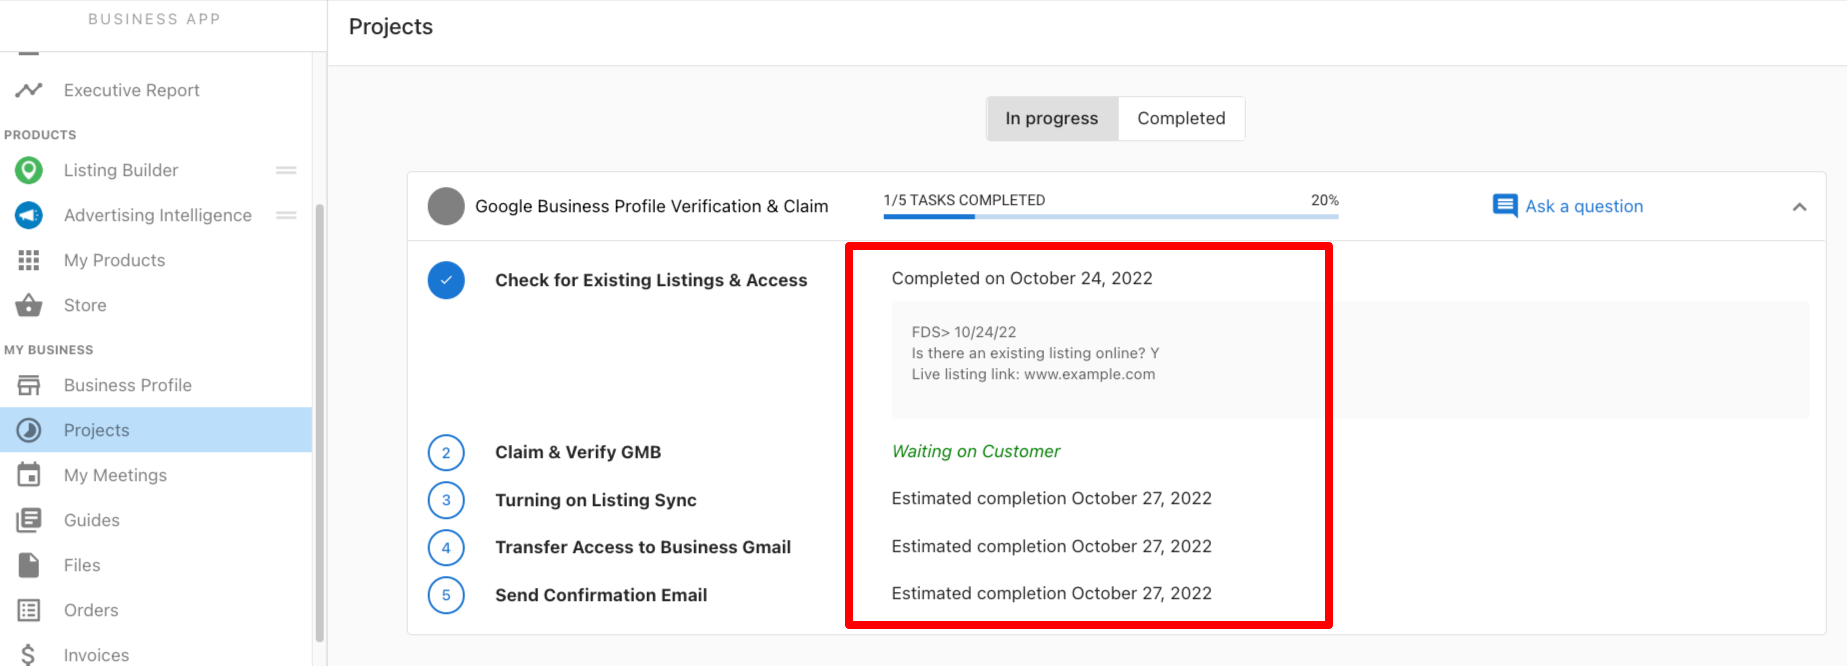 BUSINESS APP
Projects
Executive Report
PRODUCTS
Listing Builder
Advertising Intelligence
My Products
Store
MY BUSINESS
Business Profile
Projects
My Meetings
Guides
Files
Orders
Invoices
In progress Completed
Google Business Profile Verification & Claim 1/5 TASKS COMPLETED 20% Ask a question
Check for Existing Listings & Access Completed on October 24, 2022
FDS> 10/24/22
Is there an existing listing online? Y
Live listing link: www.example.com
2 Claim & Verify GMB Waiting on Customer
3 Turning on Listing Sync Estimated completion October 27, 2022
4 Transfer Access to Business Gmail Estimated completion October 27, 2022
5 Send Confirmation Email Estimated completion October 27, 2022